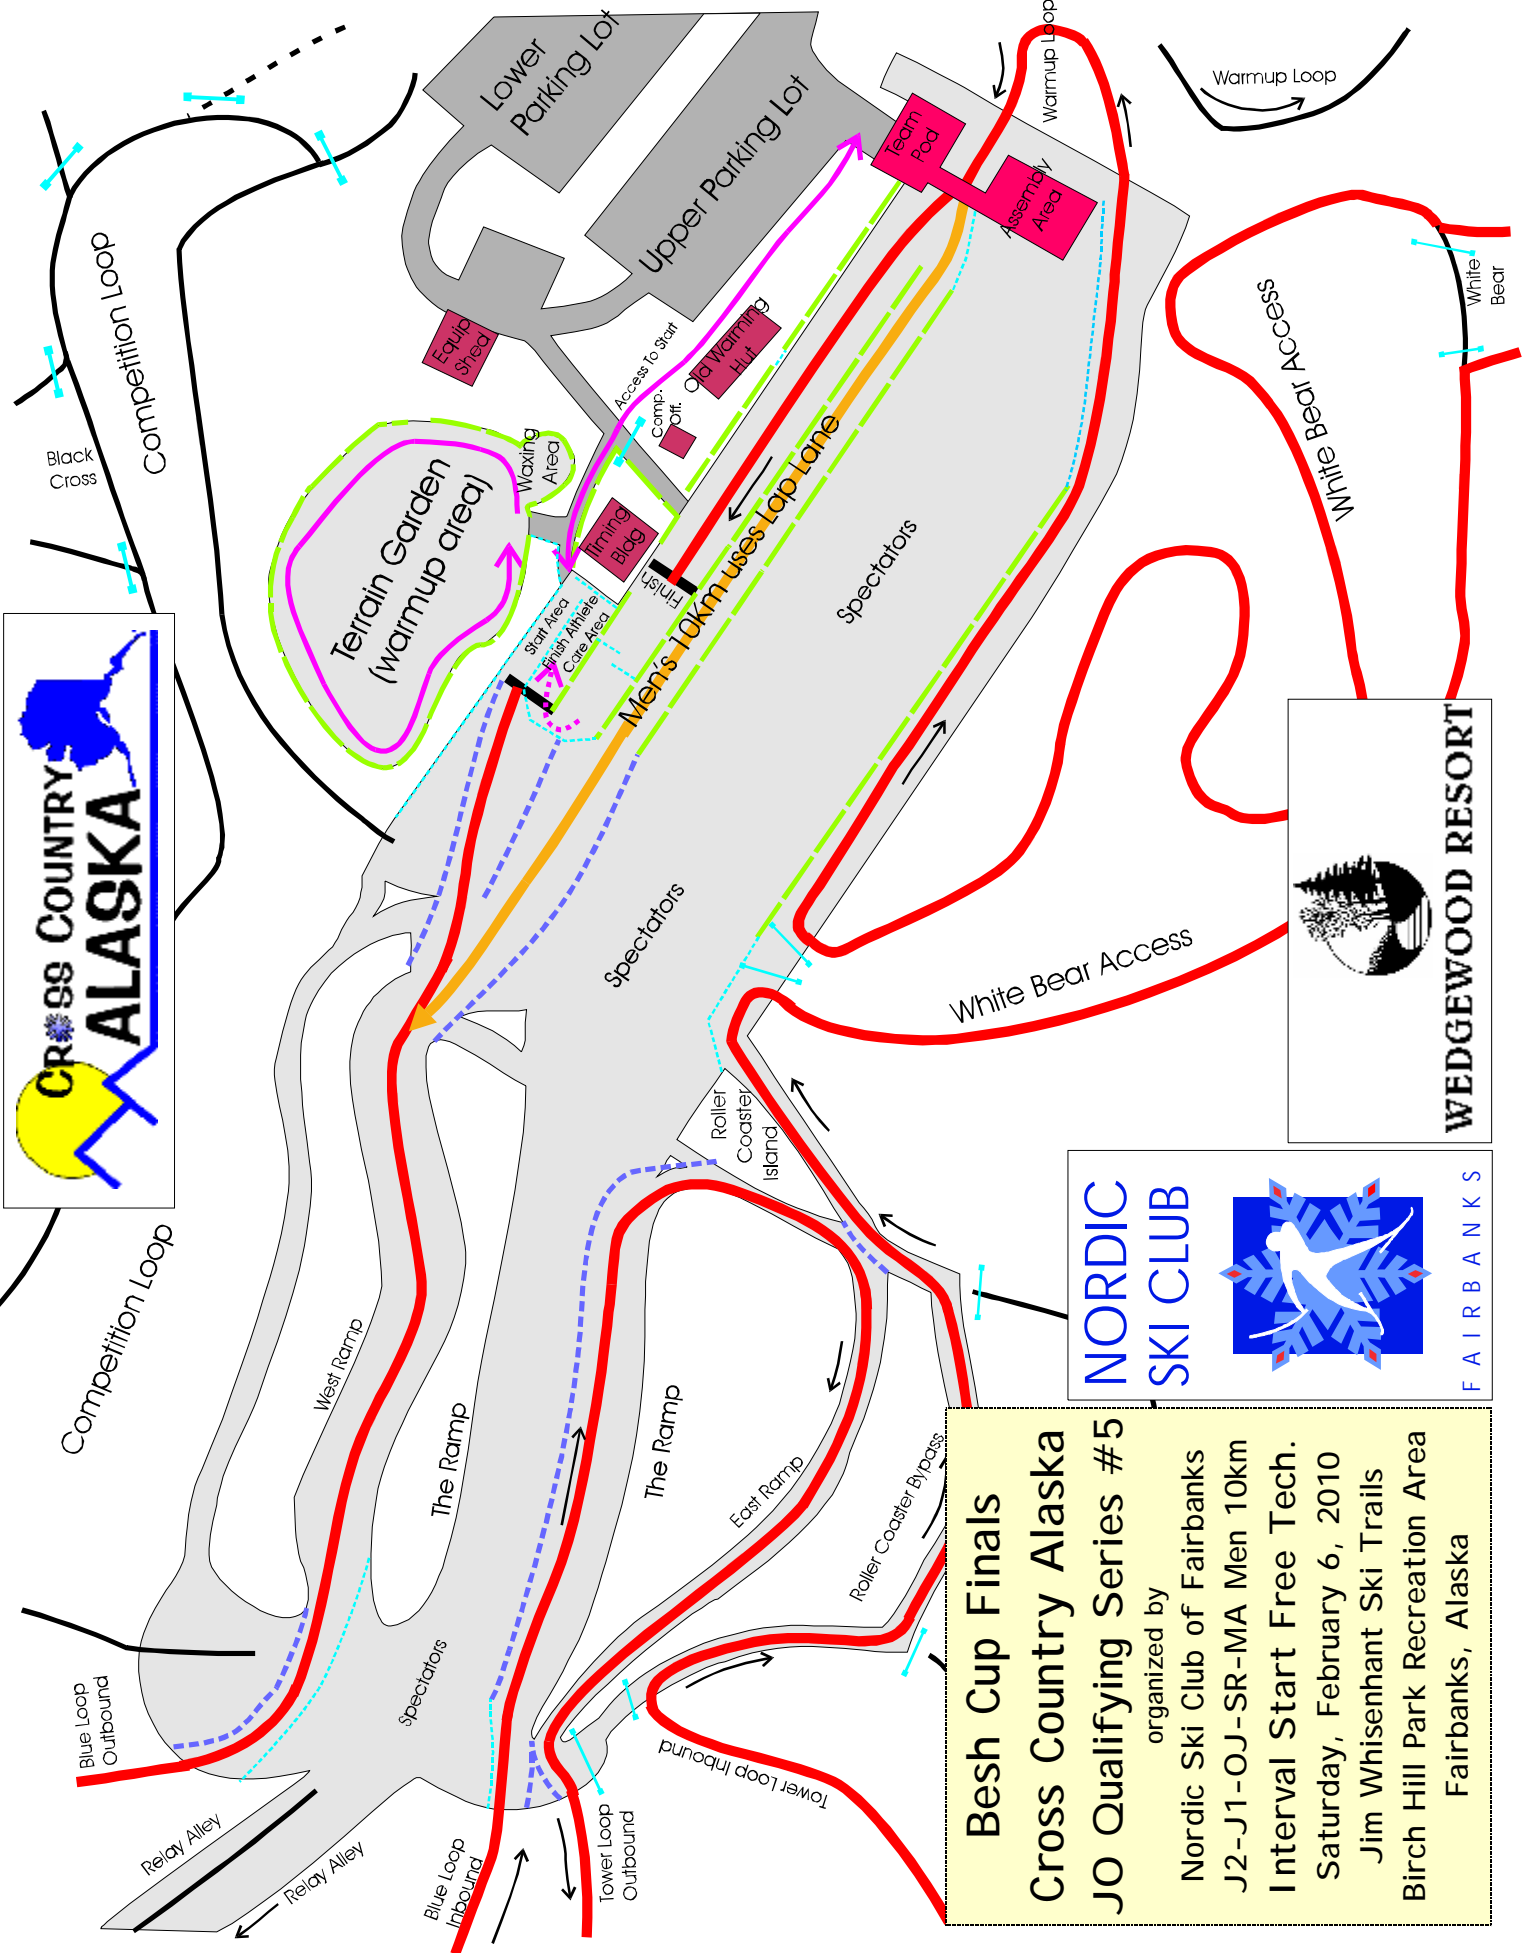 Besh Cup Finals
Cross Country Alaska
JO Qualifying Series #5
organized by
Nordic Ski Club of Fairbanks
J2-J1-OJ-SR-MA Men 10km
Interval Start Free Tech.
Saturday, February 6, 2010
Jim Whisenhant Ski Trails
Birch Hill Park Recreation Area
Fairbanks, Alaska
NORDIC
SKI CLUB
FAIRBANKS
WEDGEWOOD RESORT
CROSS COUNTRY
ALASKA
Lower
Parking Lot
Upper Parking Lot
Team
Pod
Assembly
Area
Warmup Loop
Warmup Loop
White Bear Access
White
Bear
White Bear Access
Competition Loop
Black
Cross
Equip
Shed
Access To Start
Old Warming
Hut
Comp.
Off.
Waxing
Area
Terrain Garden
(warmup area)
Timing
Bldg
Finish
Start Area
Finish Athlete
Care Area
Men's 10km uses Lap Lane
Spectators
Spectators
Roller
Coaster
Island
Competition Loop
West Ramp
The Ramp
The Ramp
East Ramp
Roller Coaster Bypass
Spectators
Blue Loop
Outbound
Relay Alley
Relay Alley
Blue Loop
Inbound
Tower Loop
Outbound
Tower Loop Inbound